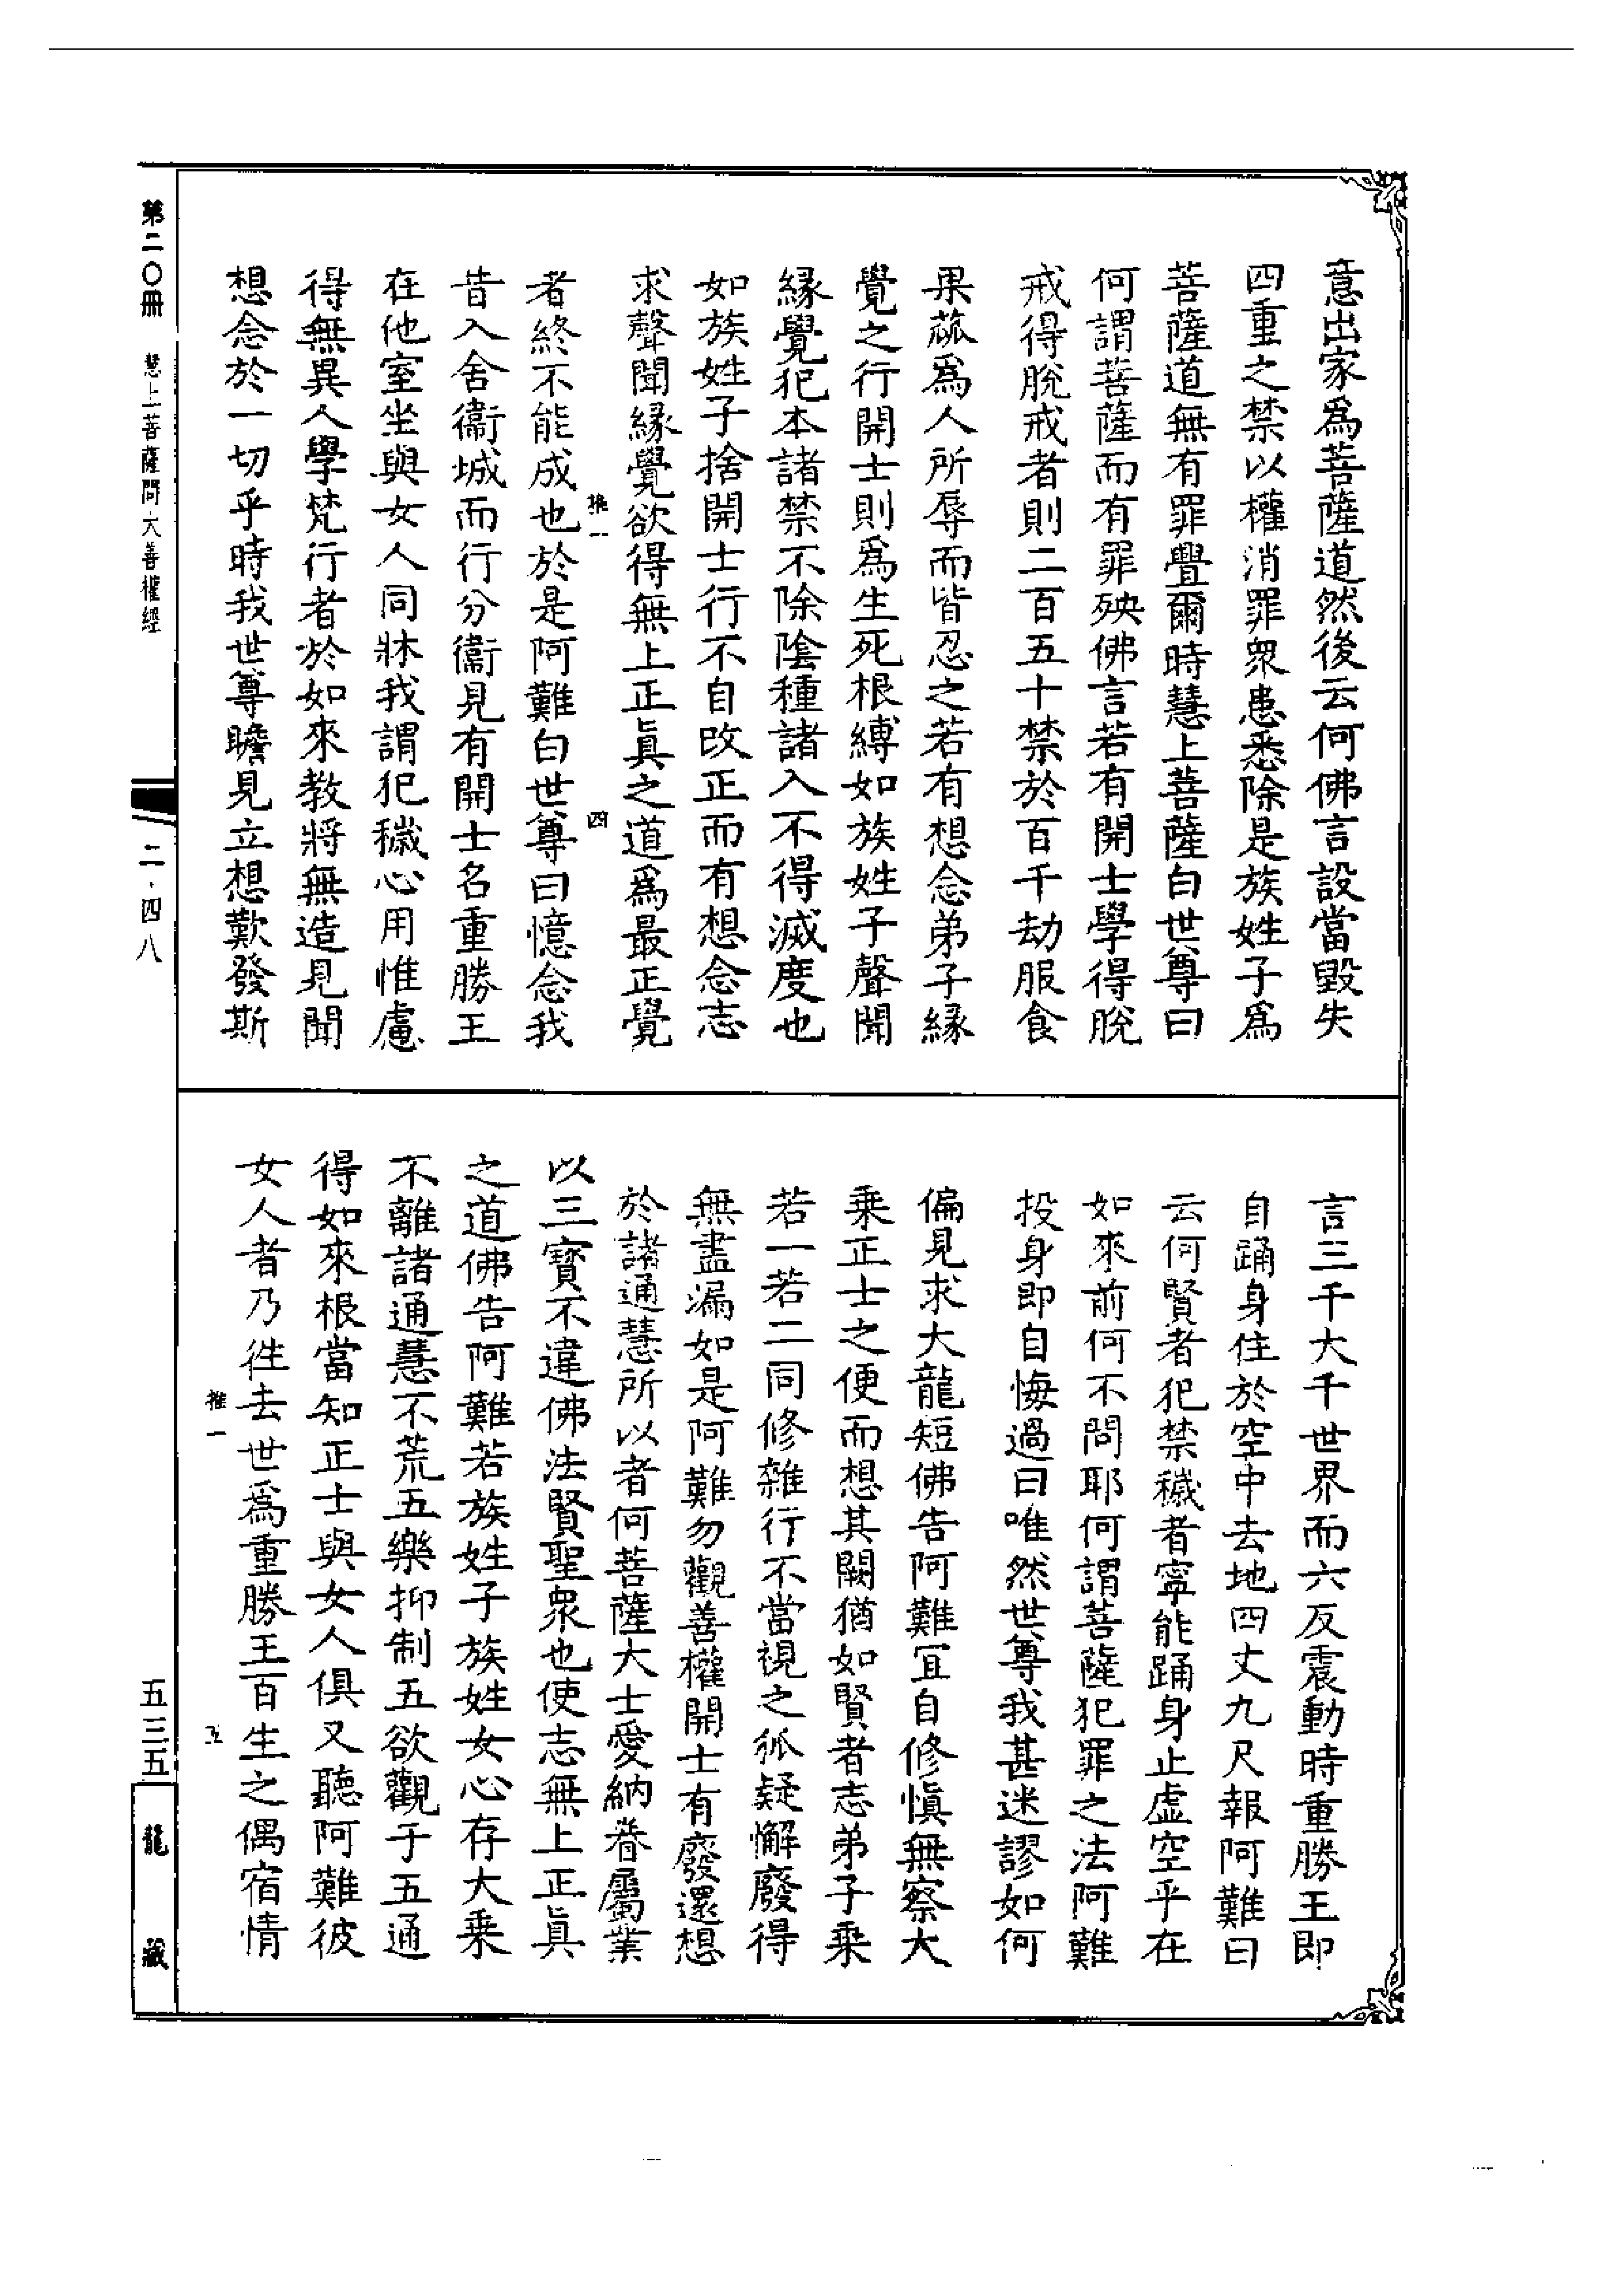 意出家爲菩薩道然後云何佛言設當毀失
四重之禁以權消罪衆患悉除是族姓子爲
菩薩道無有罪舋爾時慧上菩薩白世尊曰
何謂菩薩而有罪殃佛言若有開士學得脫
戒得脫戒者則二百五十禁於百千劫服食
果蓏爲人所辱而皆忍之若有想念弟子緣
覺之行開士則爲生死根縛如族姓子聲聞
緣覺犯本諸禁不除陰種諸入不得滅度也
如族姓子捨開士行不自改正而有想念志
求聲聞緣覺欲得無上正眞之道爲最正覺
推一 四
者終不能成也於是阿難白世尊曰憶念我
昔入舍衞城而行分衞見有開士名重勝王
在他室坐與女人同牀我謂犯穢心用惟慮
得無異人學梵行者於如來教將無造見聞
想念於一切乎時我世尊瞻見立想歎發斯
言三千大千世界而六反震動時重勝王即
自踊身住於空中去地四丈九尺報阿難曰
云何賢者犯禁穢者寧能踊身止虛空乎在
如來前何不問耶何謂菩薩犯罪之法阿難
投身即自悔過曰唯然世尊我甚迷謬如何
偏見求大龍短佛告阿難宜自修愼無察大
乘正士之便而想其闕猶如賢者志弟子乘
若一若二同修雜行不當視之狐疑懈廢得
無盡漏如是阿難勿觀善權開士有廢還想
於諸通慧所以者何菩薩大士愛納眷屬業
以三寳不違佛法賢聖衆也使志無上正眞
之道佛告阿難若族姓子族姓女心存大乘
不離諸通慧不荒五樂抑制五欲觀于五通
得如來根當知正士與女人俱又聽阿難彼
女人者乃徃去世爲重勝王百生之偶宿情
推一 五
第二〇冊 慧上菩薩問大善權經 二·四八 五三五 龍藏